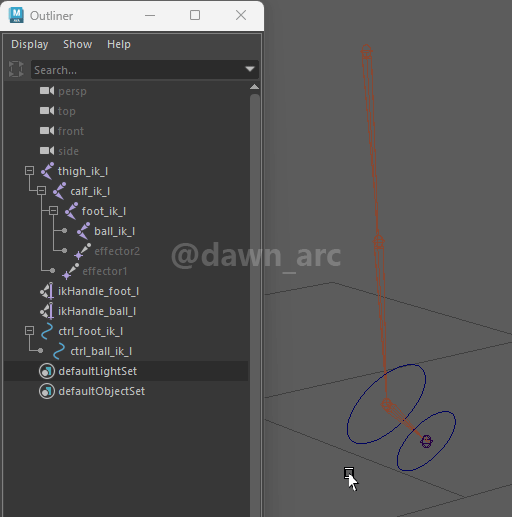 M
Outliner
Display Show Help
Search...
persp
top
front
side
thigh_ik_l
calf_ik_l
foot_ik_l
ball_ik_l
effector2
effector1
@dawn_arc
ikHandle_foot_l
ikHandle_ball_l
ctrl_foot_ik_l
ctrl_ball_ik_l
defaultLightSet
defaultObjectSet